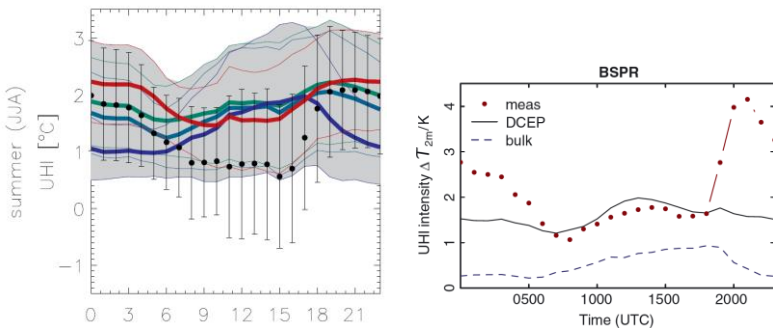 summer (JJA)
UHI [°C]
3
2
1
0
-1
0 3 6 9 12 15 18 21
BSPR
UHI intensity Δ T2m/K
4
3
2
1
0
meas
DCEP
bulk
0500 1000 1500 2000
Time (UTC)